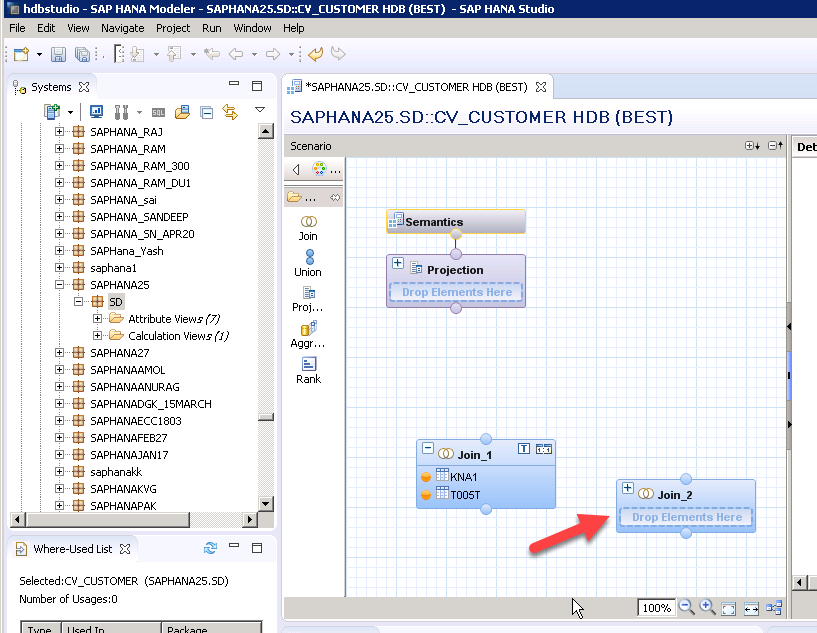 hdbstudio - SAP HANA Modeler - SAPHANA25.SD::CV_CUSTOMER HDB (BEST) - SAP HANA Studio
File Edit View Navigate Project Run Window Help
Systems
SAPHANA_RAJ
SAPHANA_RAM
SAPHANA_RAM_300
SAPHANA_RAM_DU1
SAPHANA_sai
SAPHANA_SANDEEP
SAPHANA_SN_APR20
SAPHana_Yash
saphana1
SAPHANA25
SD
Attribute Views (7)
Calculation Views (1)
SAPHANA27
SAPHANAAMOL
SAPHANAANURAG
SAPHANADGK_15MARCH
SAPHANAECC1803
SAPHANAFEB27
SAPHANAJAN17
saphanakk
SAPHANAKVG
SAPHANAPAK
Where-Used List
Selected:CV_CUSTOMER (SAPHANA25.SD)
Number of Usages:0
Type Used In Package
*SAPHANA25.SD::CV_CUSTOMER HDB (BEST)
SAPHANA25.SD::CV_CUSTOMER HDB (BEST)
Scenario
Det
...
...
Join
Union
Proj...
Aggr...
Rank
Semantics
Projection
Drop Elements Here
Join_1
T 1:1
KNA1
T005T
Join_2
Drop Elements Here
100%